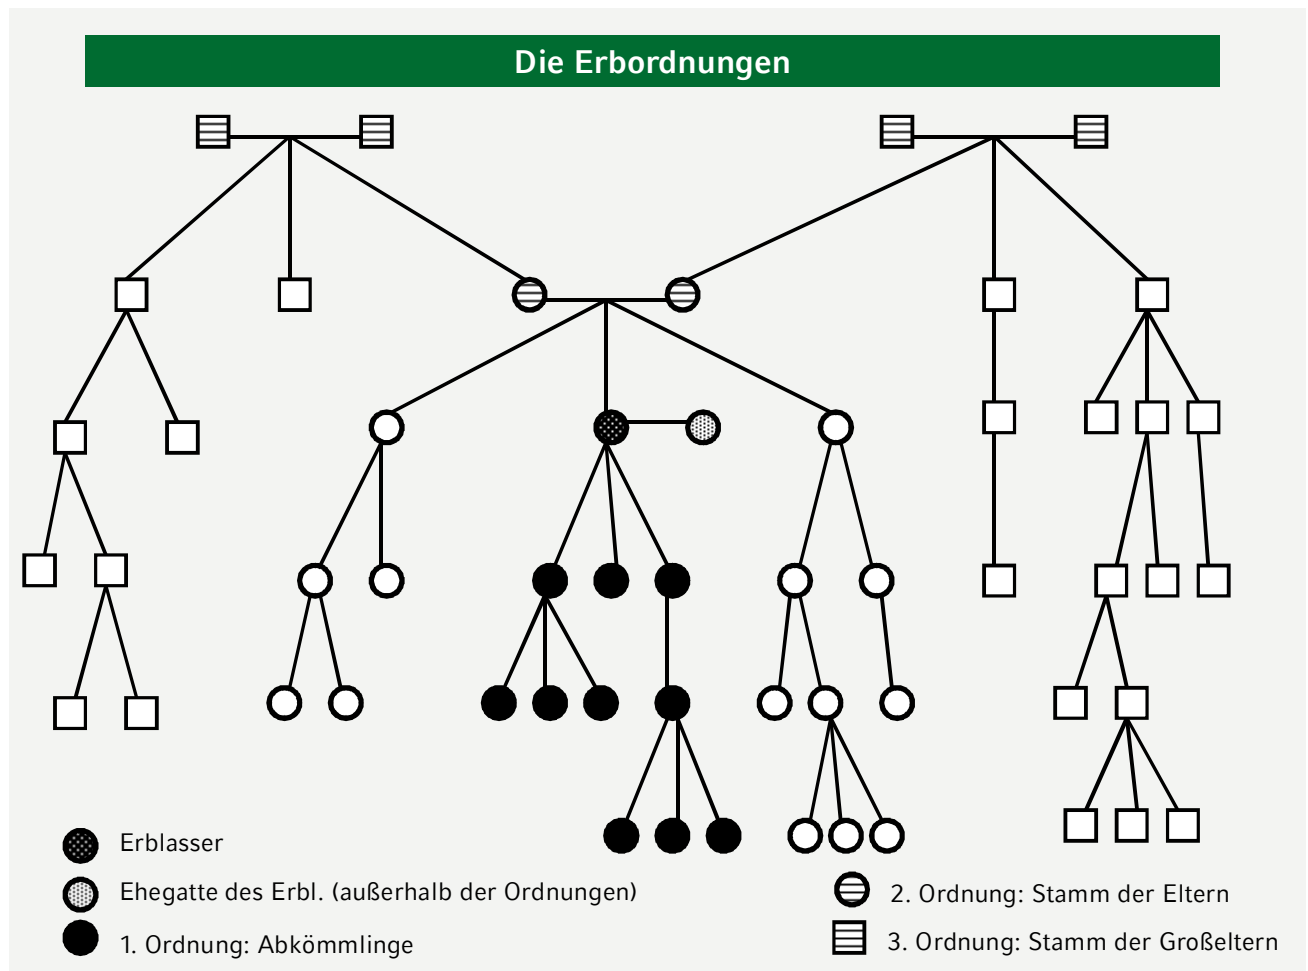 Die Erbordnungen
Erblasser
Ehegatte des Erbl. (außerhalb der Ordnungen)
1. Ordnung: Abkömmlinge
2. Ordnung: Stamm der Eltern
3. Ordnung: Stamm der Großeltern